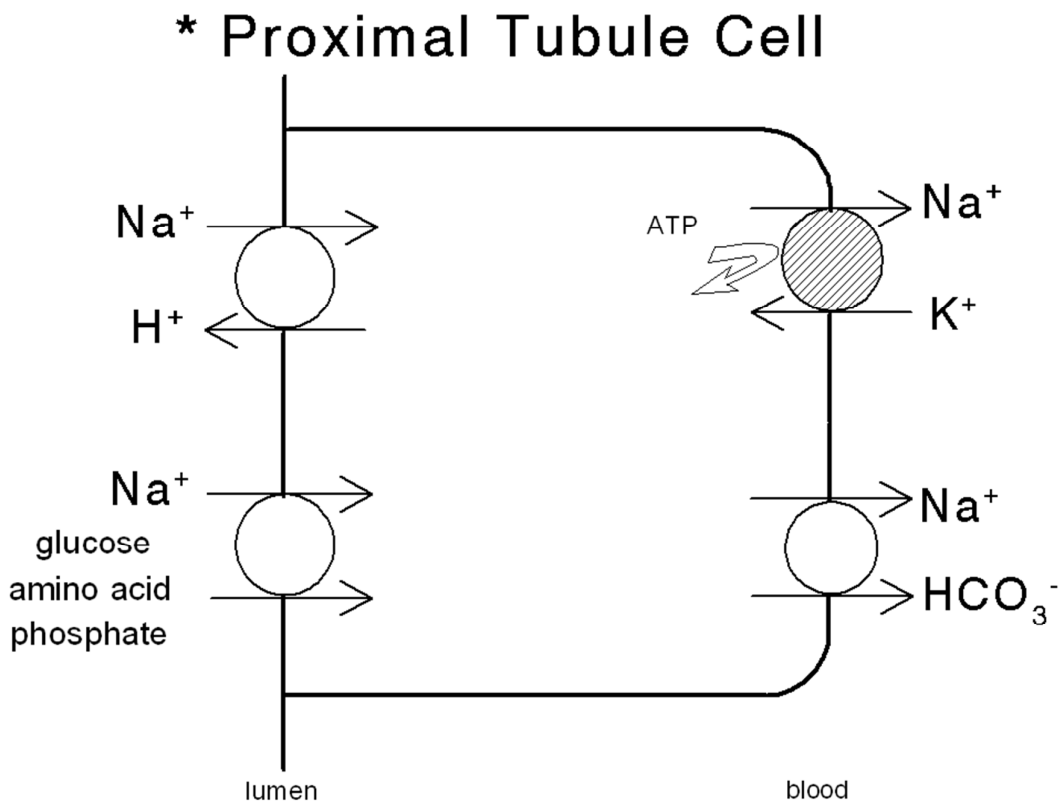 * Proximal Tubule Cell
Na⁺
H⁺
ATP
Na⁺
K⁺
Na⁺
glucose
amino acid
phosphate
Na⁺
HCO₃⁻
lumen
blood